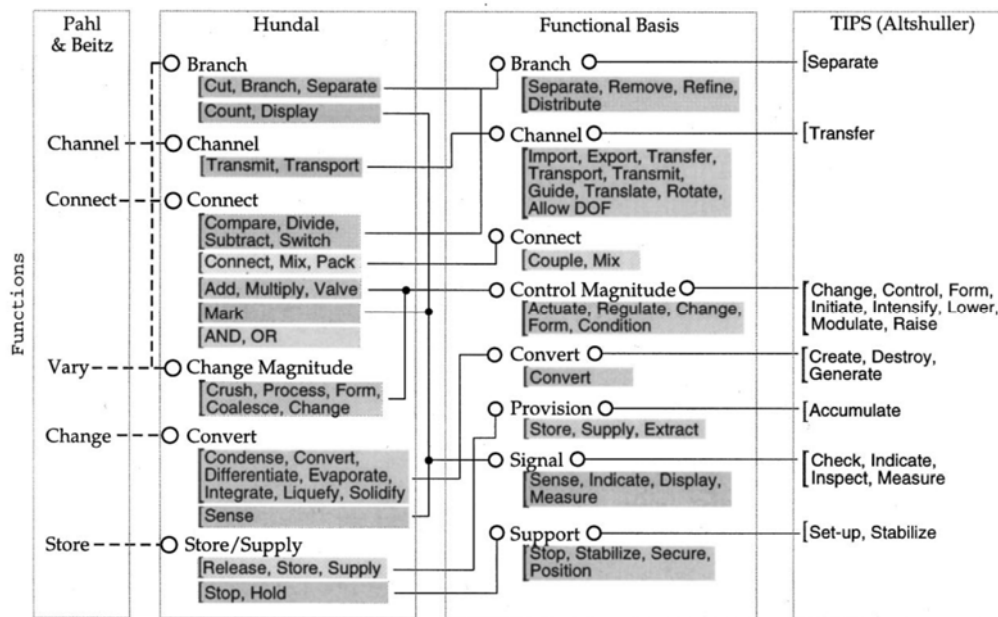 Pahl
& Beitz
Hundal
Functional Basis
TIPS (Altshuller)
Functions
Channel
Connect
Vary
Change
Store
Branch
[Cut, Branch, Separate
[Count, Display
Channel
[Transmit, Transport
Connect
[Compare, Divide,
Subtract, Switch
[Connect, Mix, Pack
[Add, Multiply, Valve
[Mark
[AND, OR
Change Magnitude
[Crush, Process, Form,
Coalesce, Change
Convert
[Condense, Convert,
Differentiate, Evaporate,
Integrate, Liquefy, Solidify
[Sense
Store/Supply
[Release, Store, Supply
[Stop, Hold
Branch
[Separate, Remove, Refine,
Distribute
Channel
[Import, Export, Transfer,
Transport, Transmit,
Guide, Translate, Rotate,
Allow DOF
Connect
[Couple, Mix
Control Magnitude
[Actuate, Regulate, Change,
Form, Condition
Convert
[Convert
Provision
[Store, Supply, Extract
Signal
[Sense, Indicate, Display,
Measure
Support
[Stop, Stabilize, Secure,
Position
[Separate
[Transfer
[Change, Control, Form,
Initiate, Intensify, Lower,
Modulate, Raise
[Create, Destroy,
Generate
[Accumulate
[Check, Indicate,
Inspect, Measure
[Set-up, Stabilize